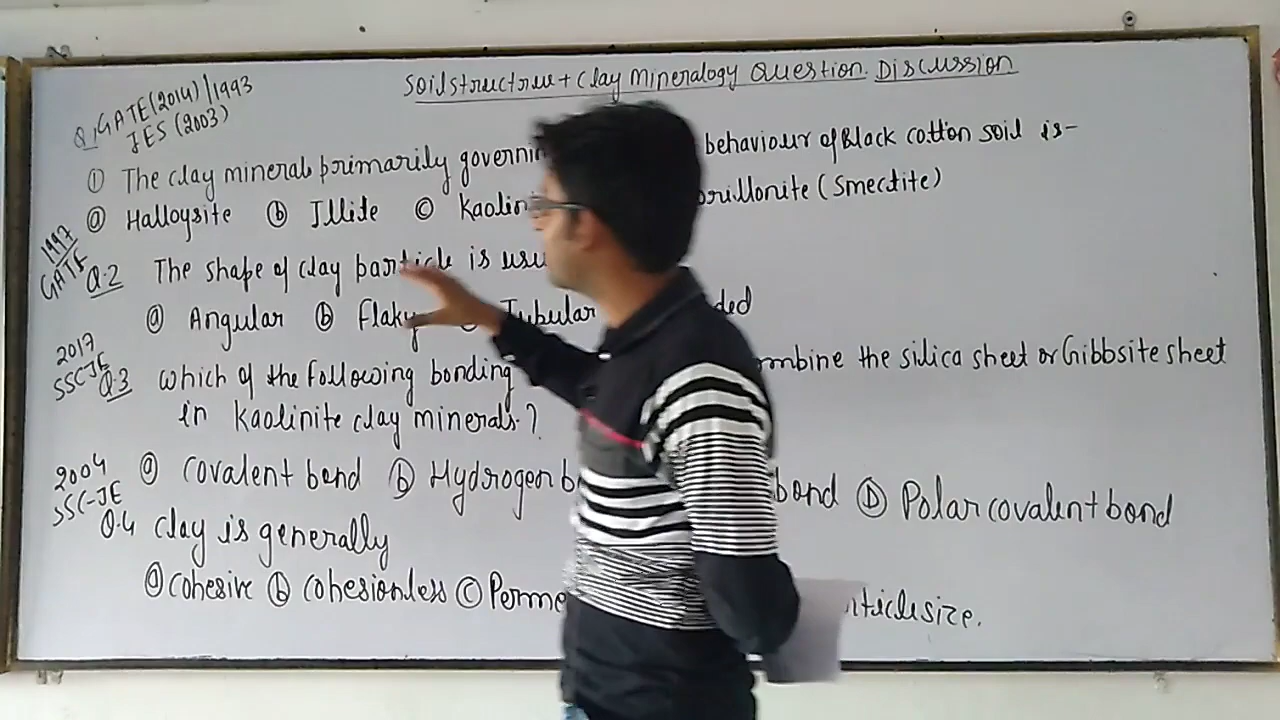 Soil structure + Clay Mineralogy Question Discussion
Q.1 GATE(2014)/1993
IES (2003)
① The clay mineral primarily governin behaviour of Black cotton soil is-
ⓐ Halloysite ⓑ Illite ⓒ Kaolin orillonite (Smectite)
1997
GATE
Q.2 The shape of clay particle is usu
ⓐ Angular ⓑ Flaky Tubular ded
2017
SSCJE
Q.3 Which of the following bonding mbine the silica sheet or Gibbsite sheet
in Kaolinite clay minerals?
ⓐ Covalent bond ⓑ Hydrogen b bond Ⓓ Polar covalent bond
2004
SSC-JE
Q.4 Clay is generally
ⓐ Cohesive ⓑ Cohesionless ⓒ Perme rticle size.